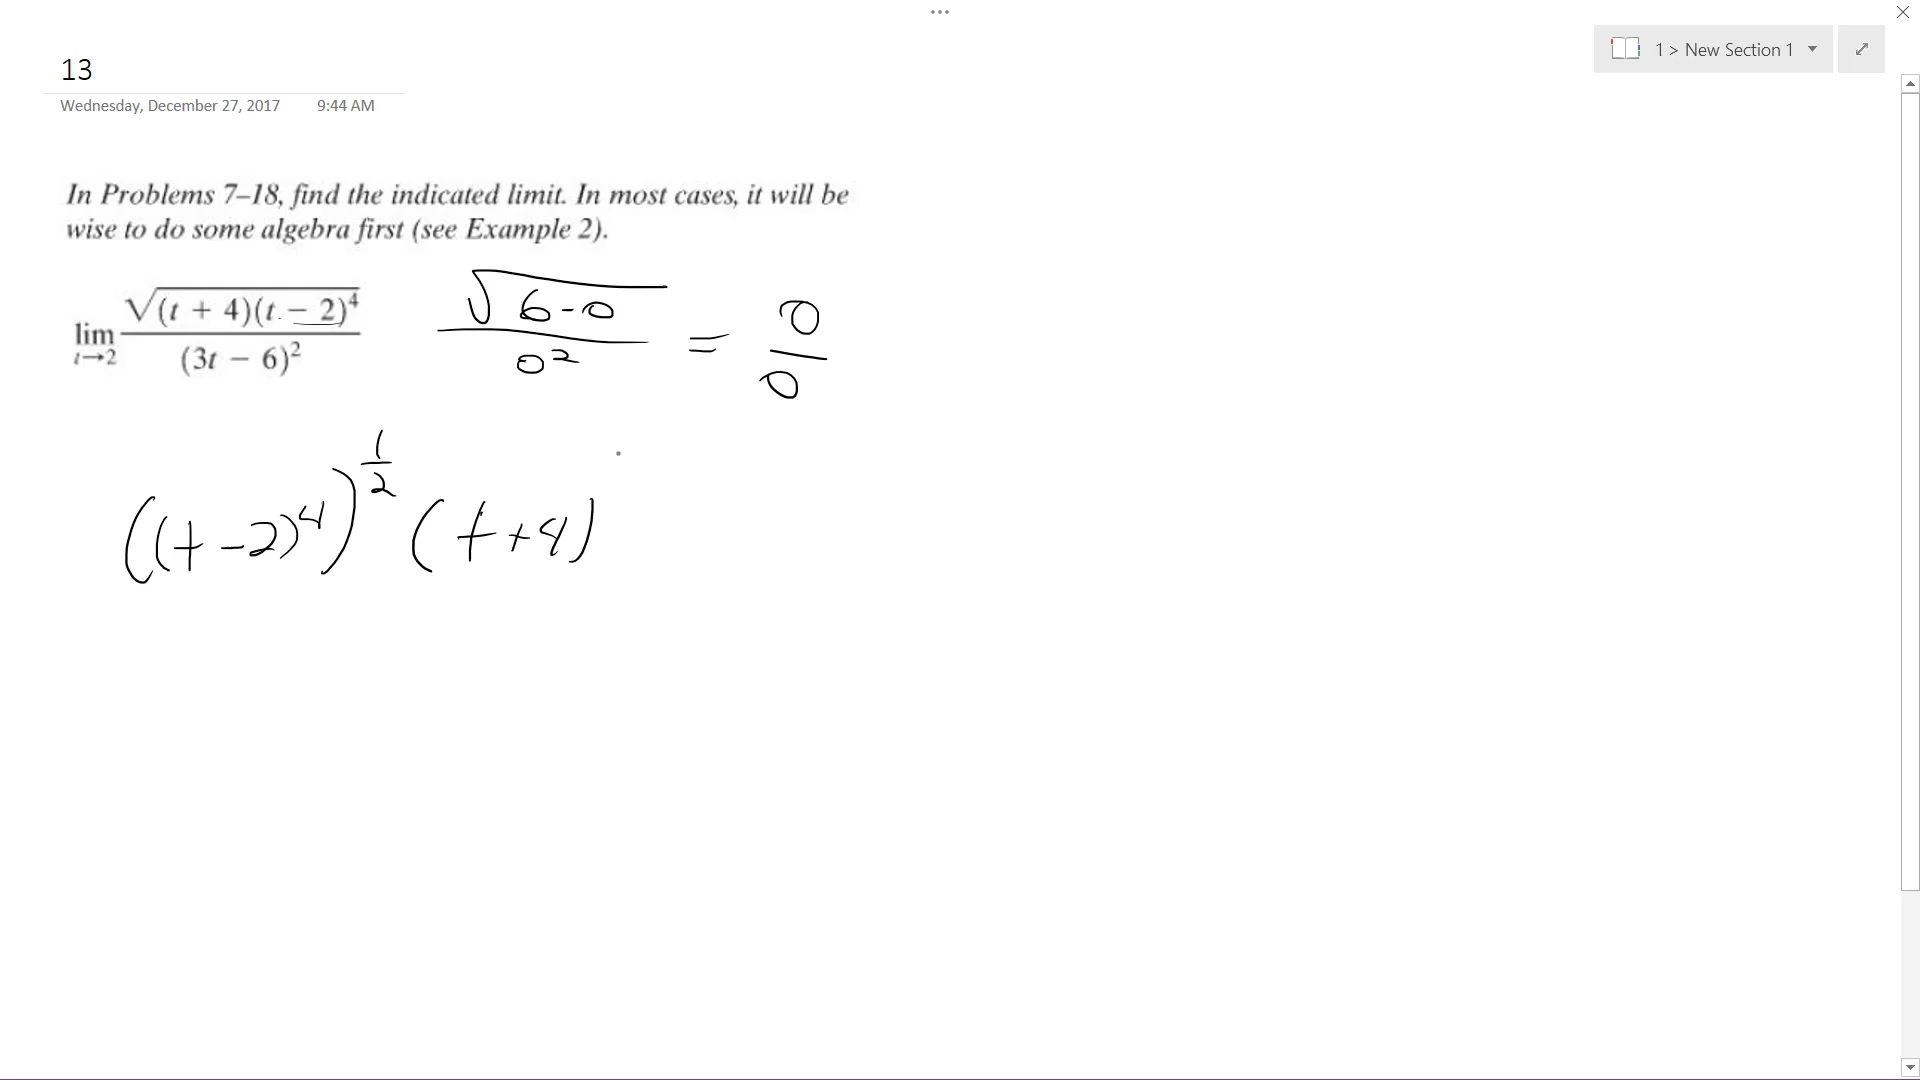 ...
1 > New Section 1
13
Wednesday, December 27, 2017 9:44 AM
In Problems 7–18, find the indicated limit. In most cases, it will be
wise to do some algebra first (see Example 2).
lim t→2 √(t + 4)(t − 2)⁴ / (3t − 6)²
√6-0 / 0² = 0 / 0
((t-2)⁴)^1/2 (t+4)